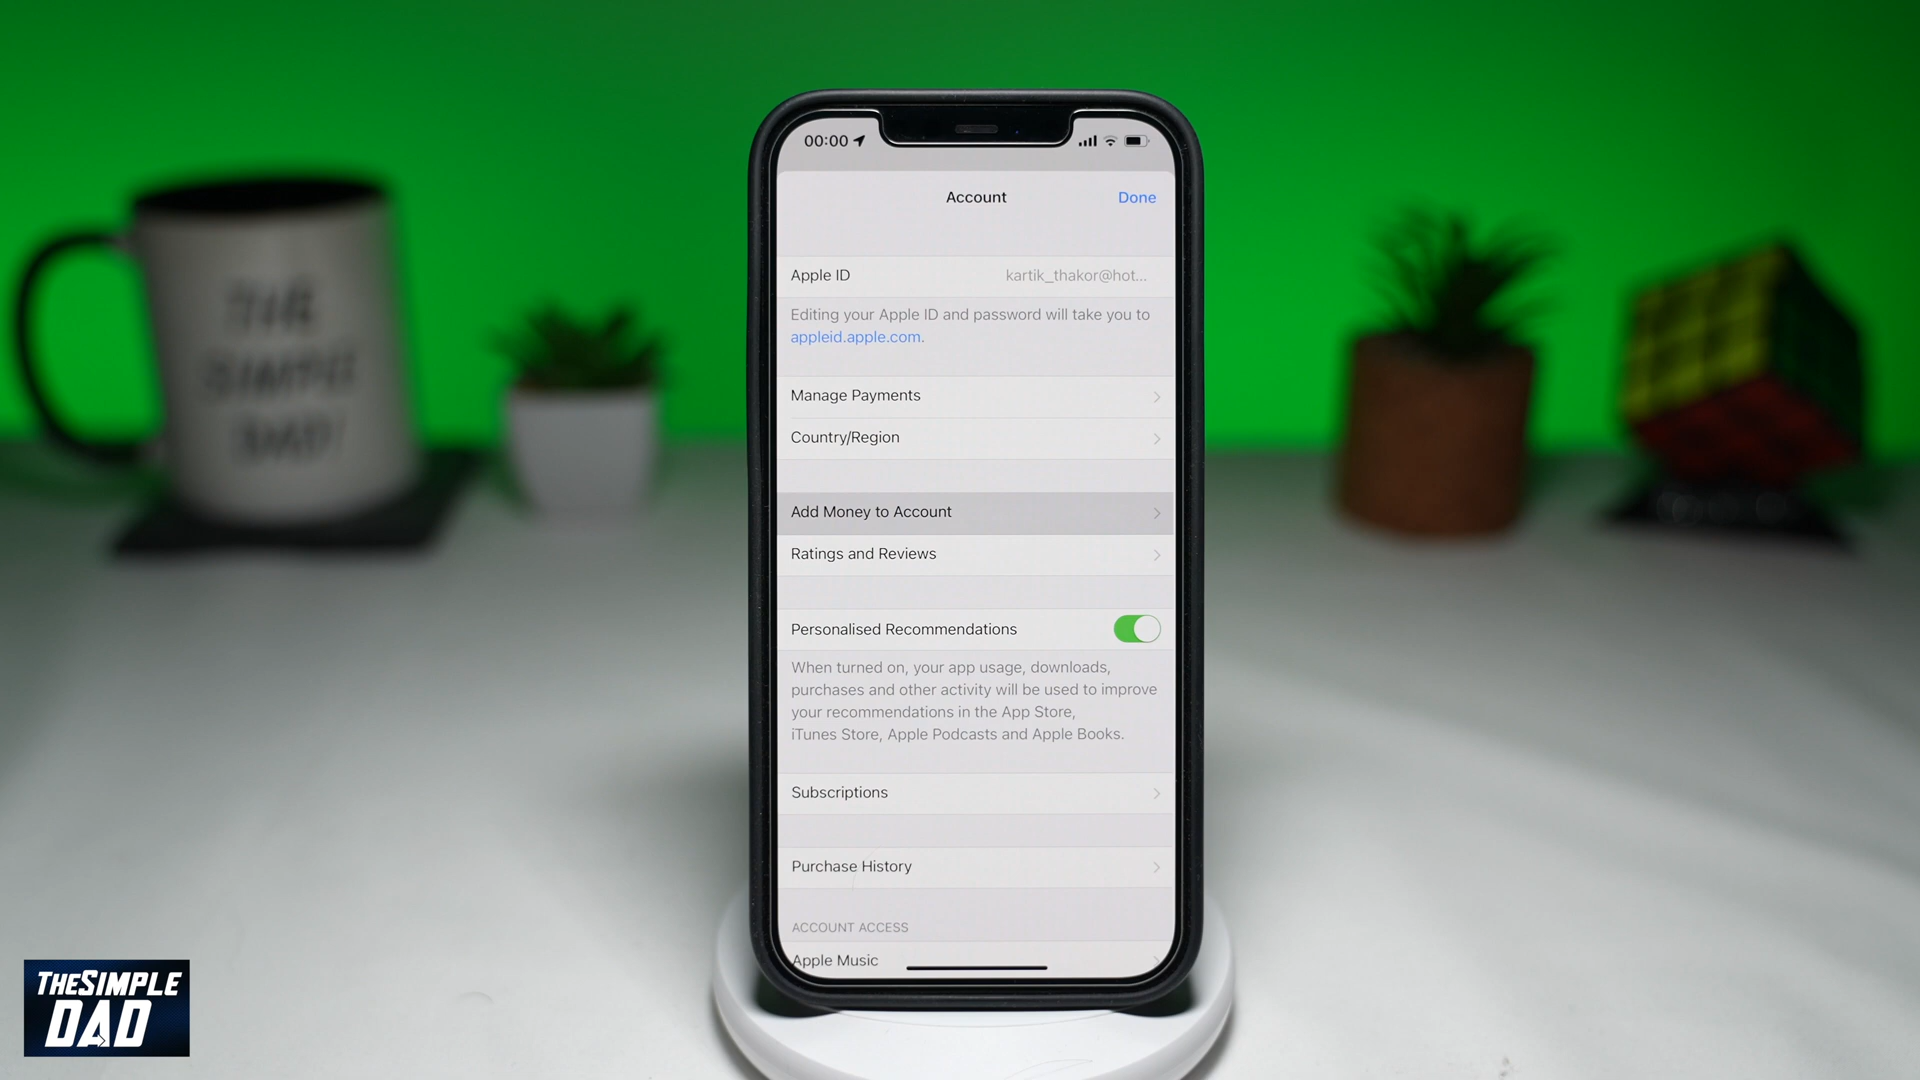 00:00
Account
Done
Apple ID
kartik_thakor@hot...
Editing your Apple ID and password will take you to
appleid.apple.com.
Manage Payments
Country/Region
Add Money to Account
Ratings and Reviews
Personalised Recommendations
When turned on, your app usage, downloads,
purchases and other activity will be used to improve
your recommendations in the App Store,
iTunes Store, Apple Podcasts and Apple Books.
Subscriptions
Purchase History
ACCOUNT ACCESS
Apple Music
THE
SIMPLE
DAD
THESIMPLE
DAD